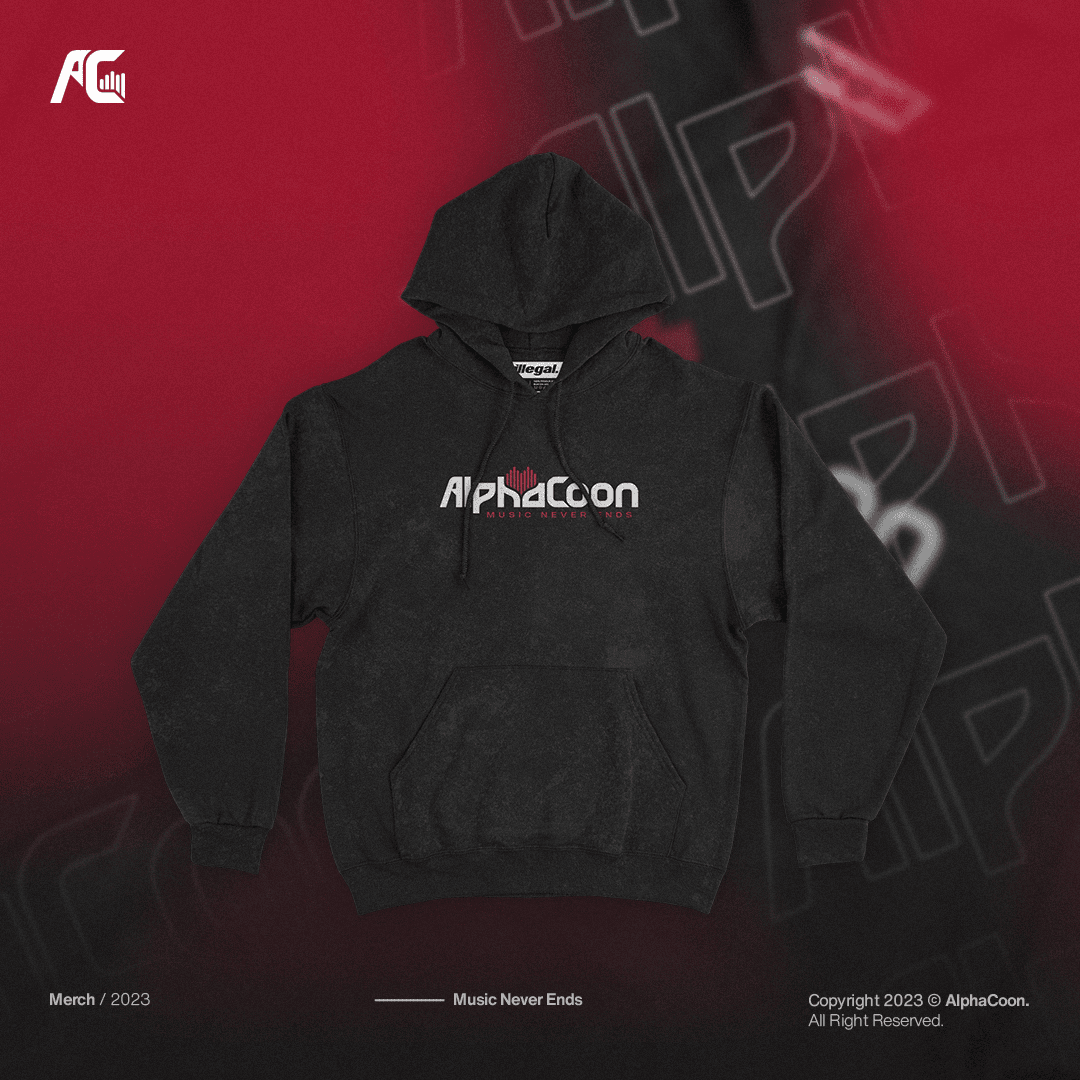 AC
illegal.
AlphaCoon
MUSIC NEVER ENDS
Merch / 2023
Music Never Ends
Copyright 2023 © AlphaCoon.
All Right Reserved.